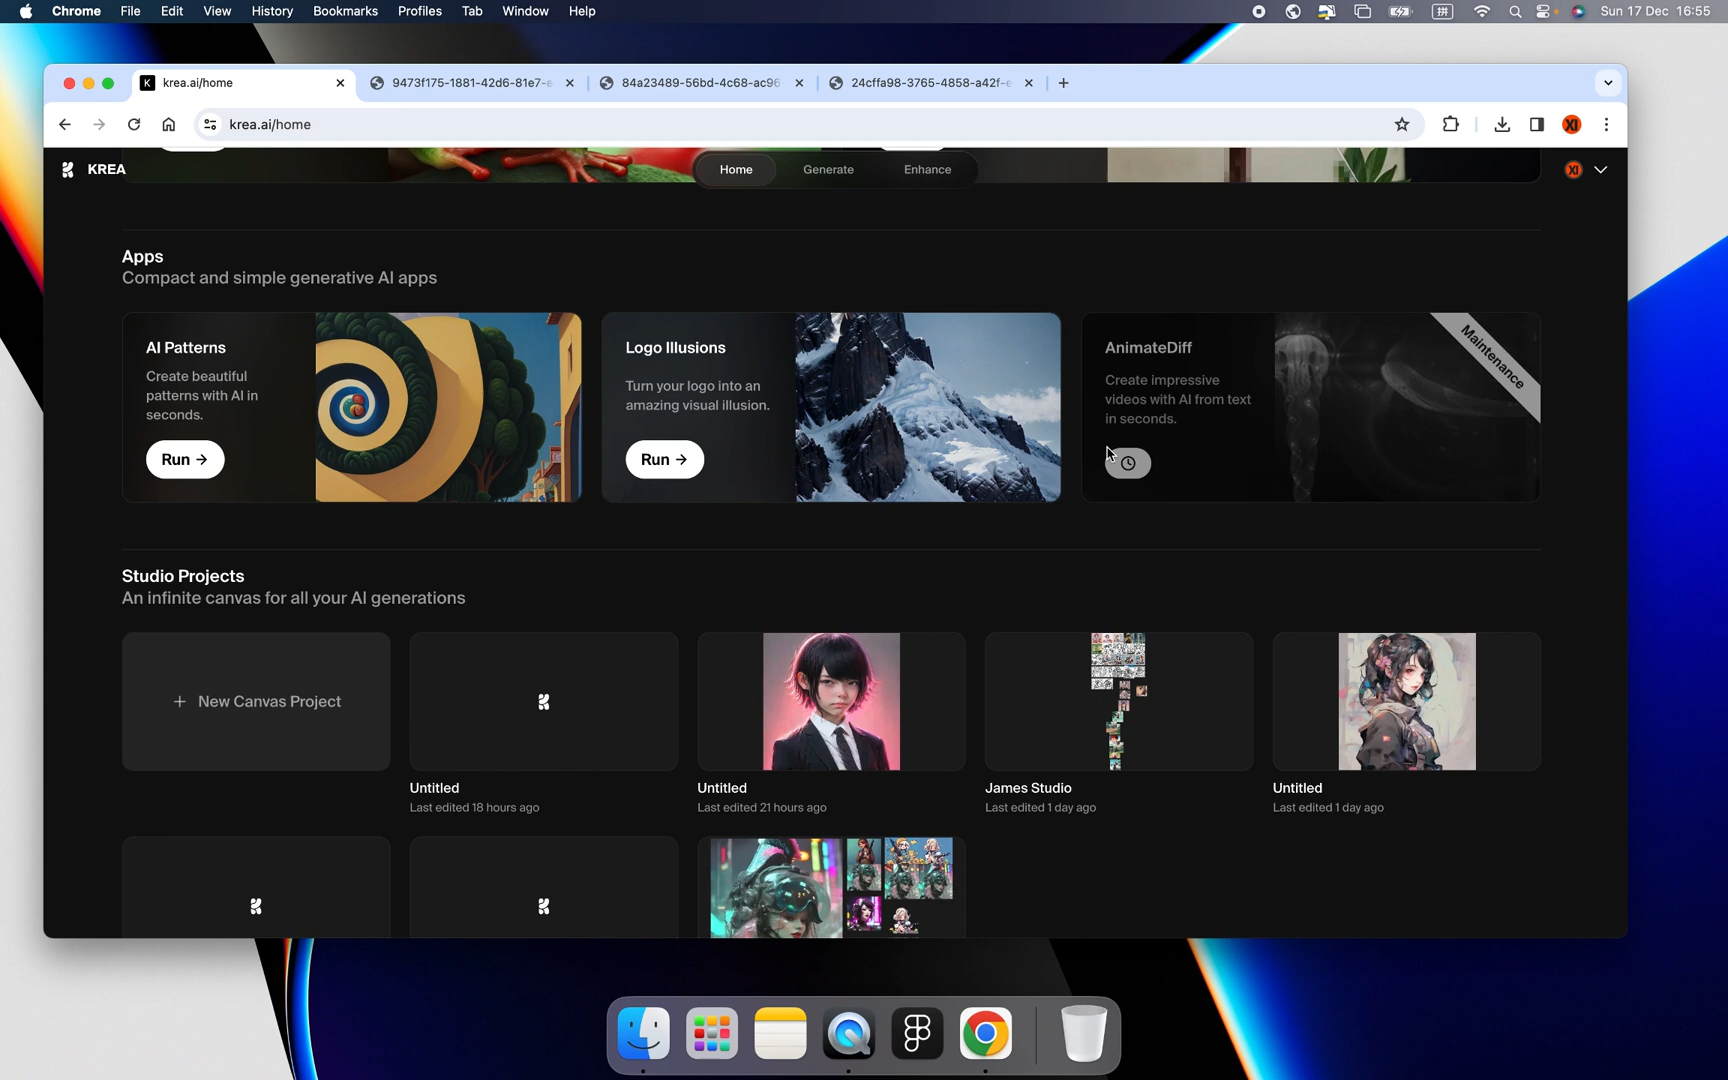 Chrome File Edit View History Bookmarks Profiles Tab Window Help Sun 17 Dec 16:55
krea.ai/home 9473f175-1881-42d6-81e7-e 84a23489-56bd-4c68-ac96 24cffa98-3765-4858-a42f-e
krea.ai/home XI
KREA Home Generate Enhance XI
Apps
Compact and simple generative AI apps
AI Patterns
Create beautiful
patterns with AI in
seconds.
Run →
Logo Illusions
Turn your logo into an
amazing visual illusion.
Run →
AnimateDiff
Create impressive
videos with AI from text
in seconds.
Maintenance
Studio Projects
An infinite canvas for all your AI generations
+ New Canvas Project
Untitled
Last edited 18 hours ago
Untitled
Last edited 21 hours ago
James Studio
Last edited 1 day ago
Untitled
Last edited 1 day ago